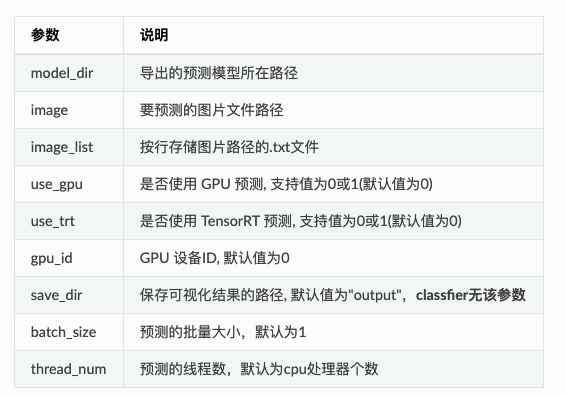 参数 说明
model_dir 导出的预测模型所在路径
image 要预测的图片文件路径
image_list 按行存储图片路径的.txt文件
use_gpu 是否使用 GPU 预测, 支持值为0或1(默认值为0)
use_trt 是否使用 TensorRT 预测, 支持值为0或1(默认值为0)
gpu_id GPU 设备ID, 默认值为0
save_dir 保存可视化结果的路径, 默认值为"output"，classfier无该参数
batch_size 预测的批量大小，默认为1
thread_num 预测的线程数，默认为cpu处理器个数